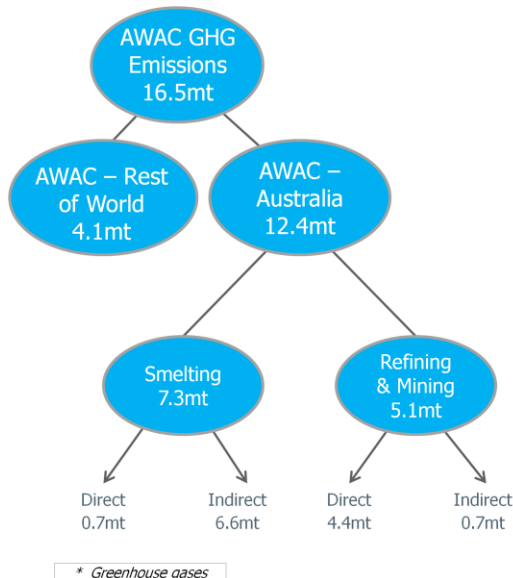 AWAC GHG
Emissions
16.5mt
AWAC – Rest
of World
4.1mt
AWAC –
Australia
12.4mt
Smelting
7.3mt
Refining
& Mining
5.1mt
Direct
0.7mt
Indirect
6.6mt
Direct
4.4mt
Indirect
0.7mt
* Greenhouse gases